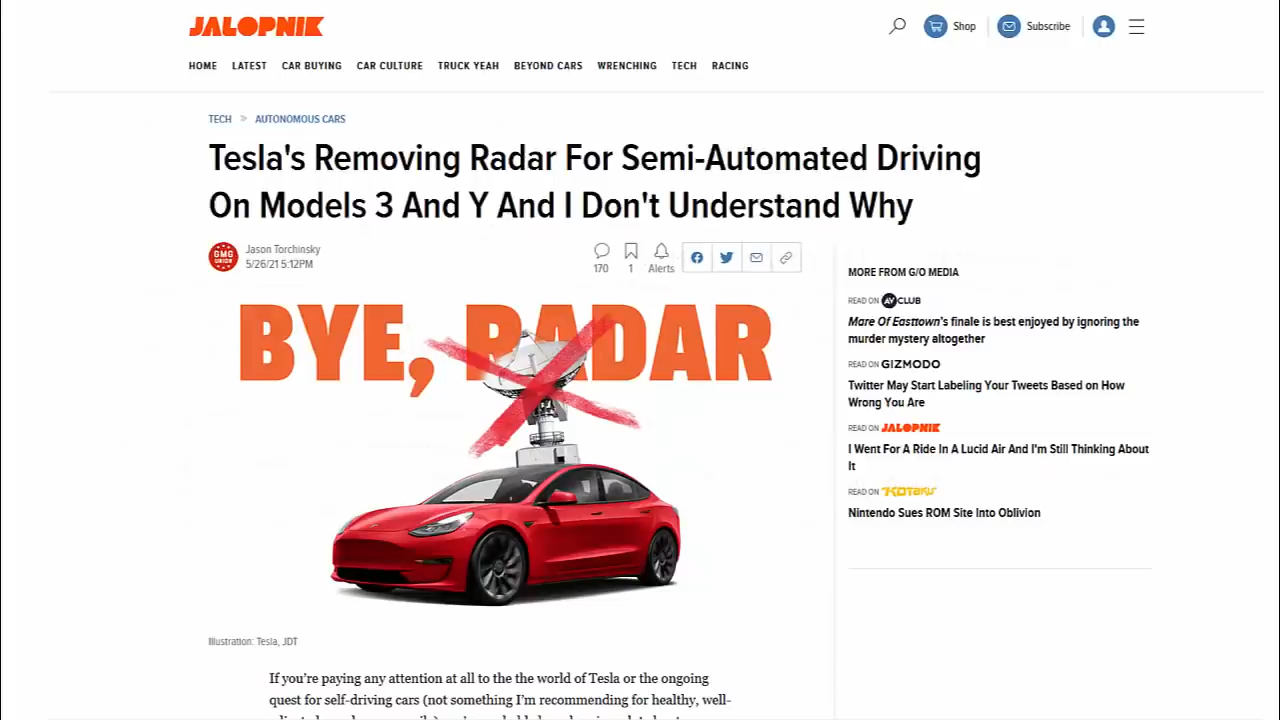 JALOPNIK
Shop
Subscribe
HOME LATEST CAR BUYING CAR CULTURE TRUCK YEAH BEYOND CARS WRENCHING TECH RACING
TECH > AUTONOMOUS CARS
Tesla's Removing Radar For Semi-Automated Driving
On Models 3 And Y And I Don't Understand Why
GMG
UNION
Jason Torchinsky
5/26/21 5:12PM
170
1
Alerts
BYE, RADAR
Illustration: Tesla, JDT
If you're paying any attention at all to the the world of Tesla or the ongoing
quest for self-driving cars (not something I'm recommending for healthy, well-
MORE FROM G/O MEDIA
READ ON AV CLUB
Mare Of Easttown's finale is best enjoyed by ignoring the
murder mystery altogether
READ ON GIZMODO
Twitter May Start Labeling Your Tweets Based on How
Wrong You Are
READ ON JALOPNIK
I Went For A Ride In A Lucid Air And I'm Still Thinking About
It
READ ON KOTAKU
Nintendo Sues ROM Site Into Oblivion